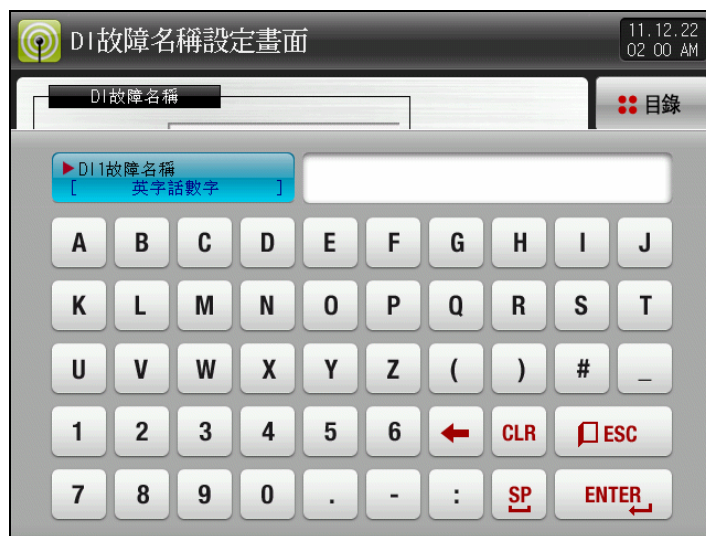 DI故障名稱設定畫面
11.12.22
02 00 AM
DI故障名稱
目錄
▶DI1故障名稱
[ 英字話數字 ]
A B C D E F G H I J
K L M N O P Q R S T
U V W X Y Z ( ) # _
1 2 3 4 5 6 ← CLR ESC
7 8 9 0 . - : SP ENTER